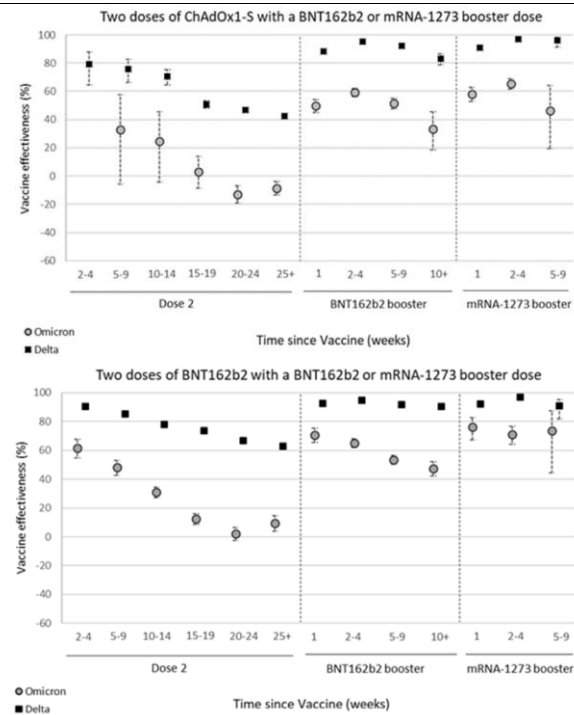 Two doses of ChAdOx1-S with a BNT162b2 or mRNA-1273 booster dose
Vaccine effectiveness (%)
100
80
60
40
20
0
-20
-40
-60
2-4 5-9 10-14 15-19 20-24 25+ 1 2-4 5-9 10+ 1 2-4 5-9
Dose 2 BNT162b2 booster mRNA-1273 booster
Omicron
Delta
Time since Vaccine (weeks)
Two doses of BNT162b2 with a BNT162b2 or mRNA-1273 booster dose
Vaccine effectiveness (%)
100
80
60
40
20
0
-20
-40
-60
2-4 5-9 10-14 15-19 20-24 25+ 1 2-4 5-9 10+ 1 2-4 5-9
Dose 2 BNT162b2 booster mRNA-1273 booster
Omicron
Delta
Time since Vaccine (weeks)